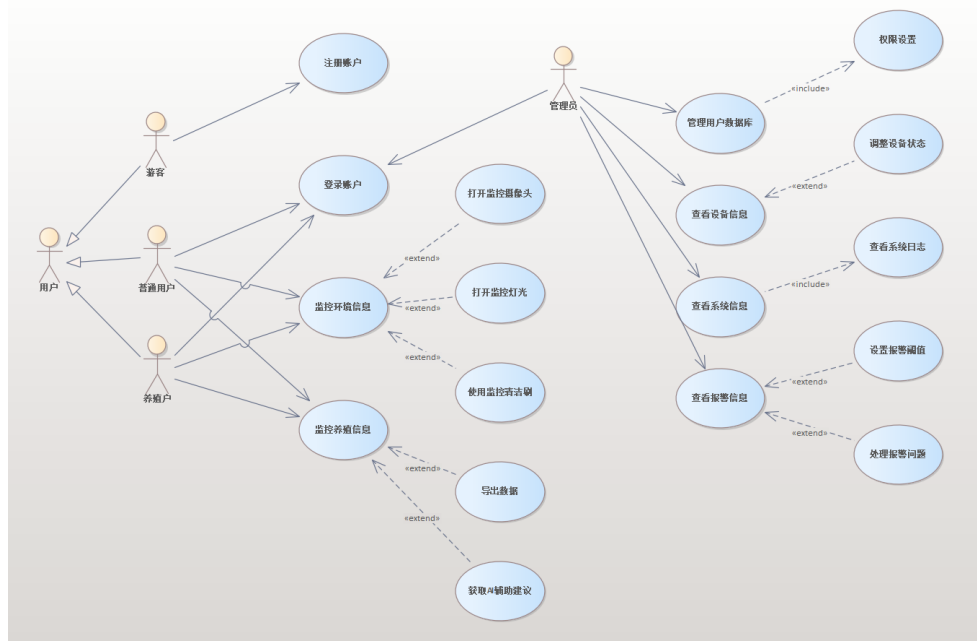 权限设置
注册账户
管理员
«include»
管理用户数据库
调整设备状态
游客
登录账户
打开监控摄像头
«extend»
查看设备信息
查看系统日志
«extend»
用户
普通用户
监控环境信息
打开监控灯光
«extend»
«include»
查看系统信息
设置报警阈值
«extend»
«extend»
养殖户
使用监控清洁刷
查看报警信息
监控养殖信息
«extend»
处理报警问题
«extend»
导出数据
«extend»
获取AI辅助建议